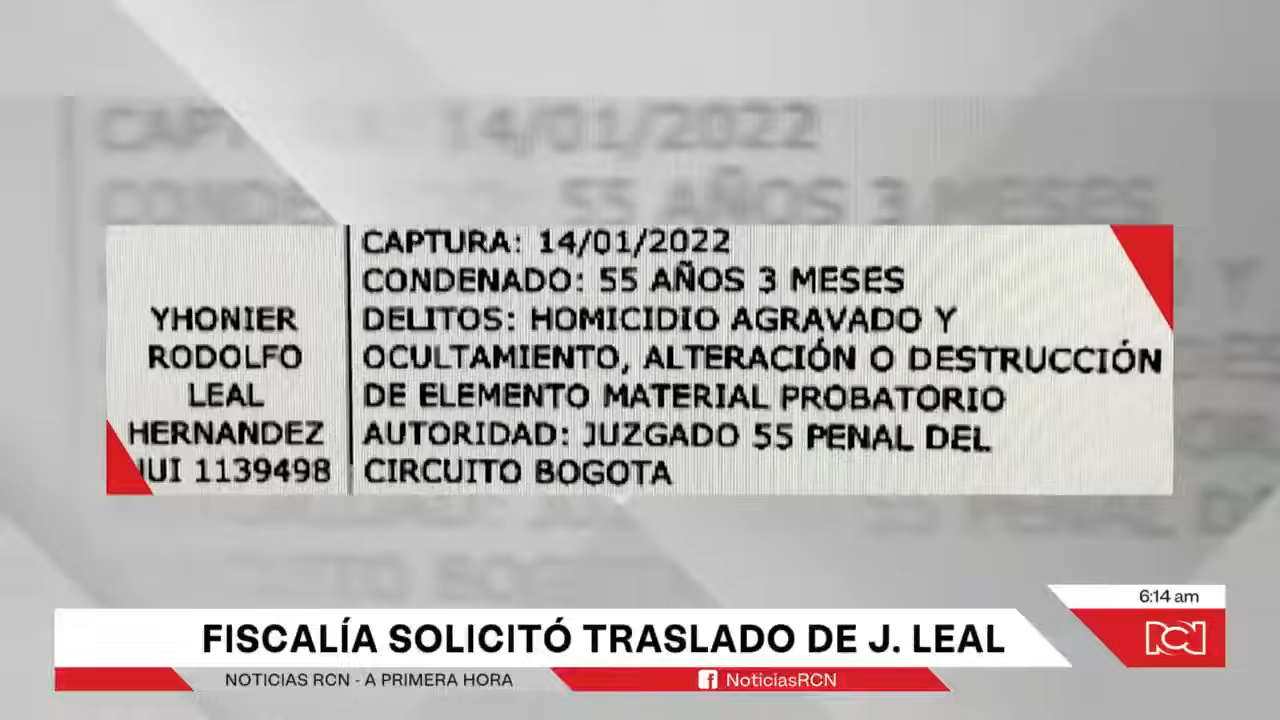 CAPTURA: 14/01/2022
CONDENADO: 55 AÑOS 3 MESES
YHONIER
RODOLFO
LEAL
HERNANDEZ
UI 1139498
DELITOS: HOMICIDIO AGRAVADO Y
OCULTAMIENTO, ALTERACIÓN O DESTRUCCIÓN
DE ELEMENTO MATERIAL PROBATORIO
AUTORIDAD: JUZGADO 55 PENAL DEL
CIRCUITO BOGOTA
6:14 am
FISCALÍA SOLICITÓ TRASLADO DE J. LEAL
RCN
NOTICIAS RCN - A PRIMERA HORA
NoticiasRCN